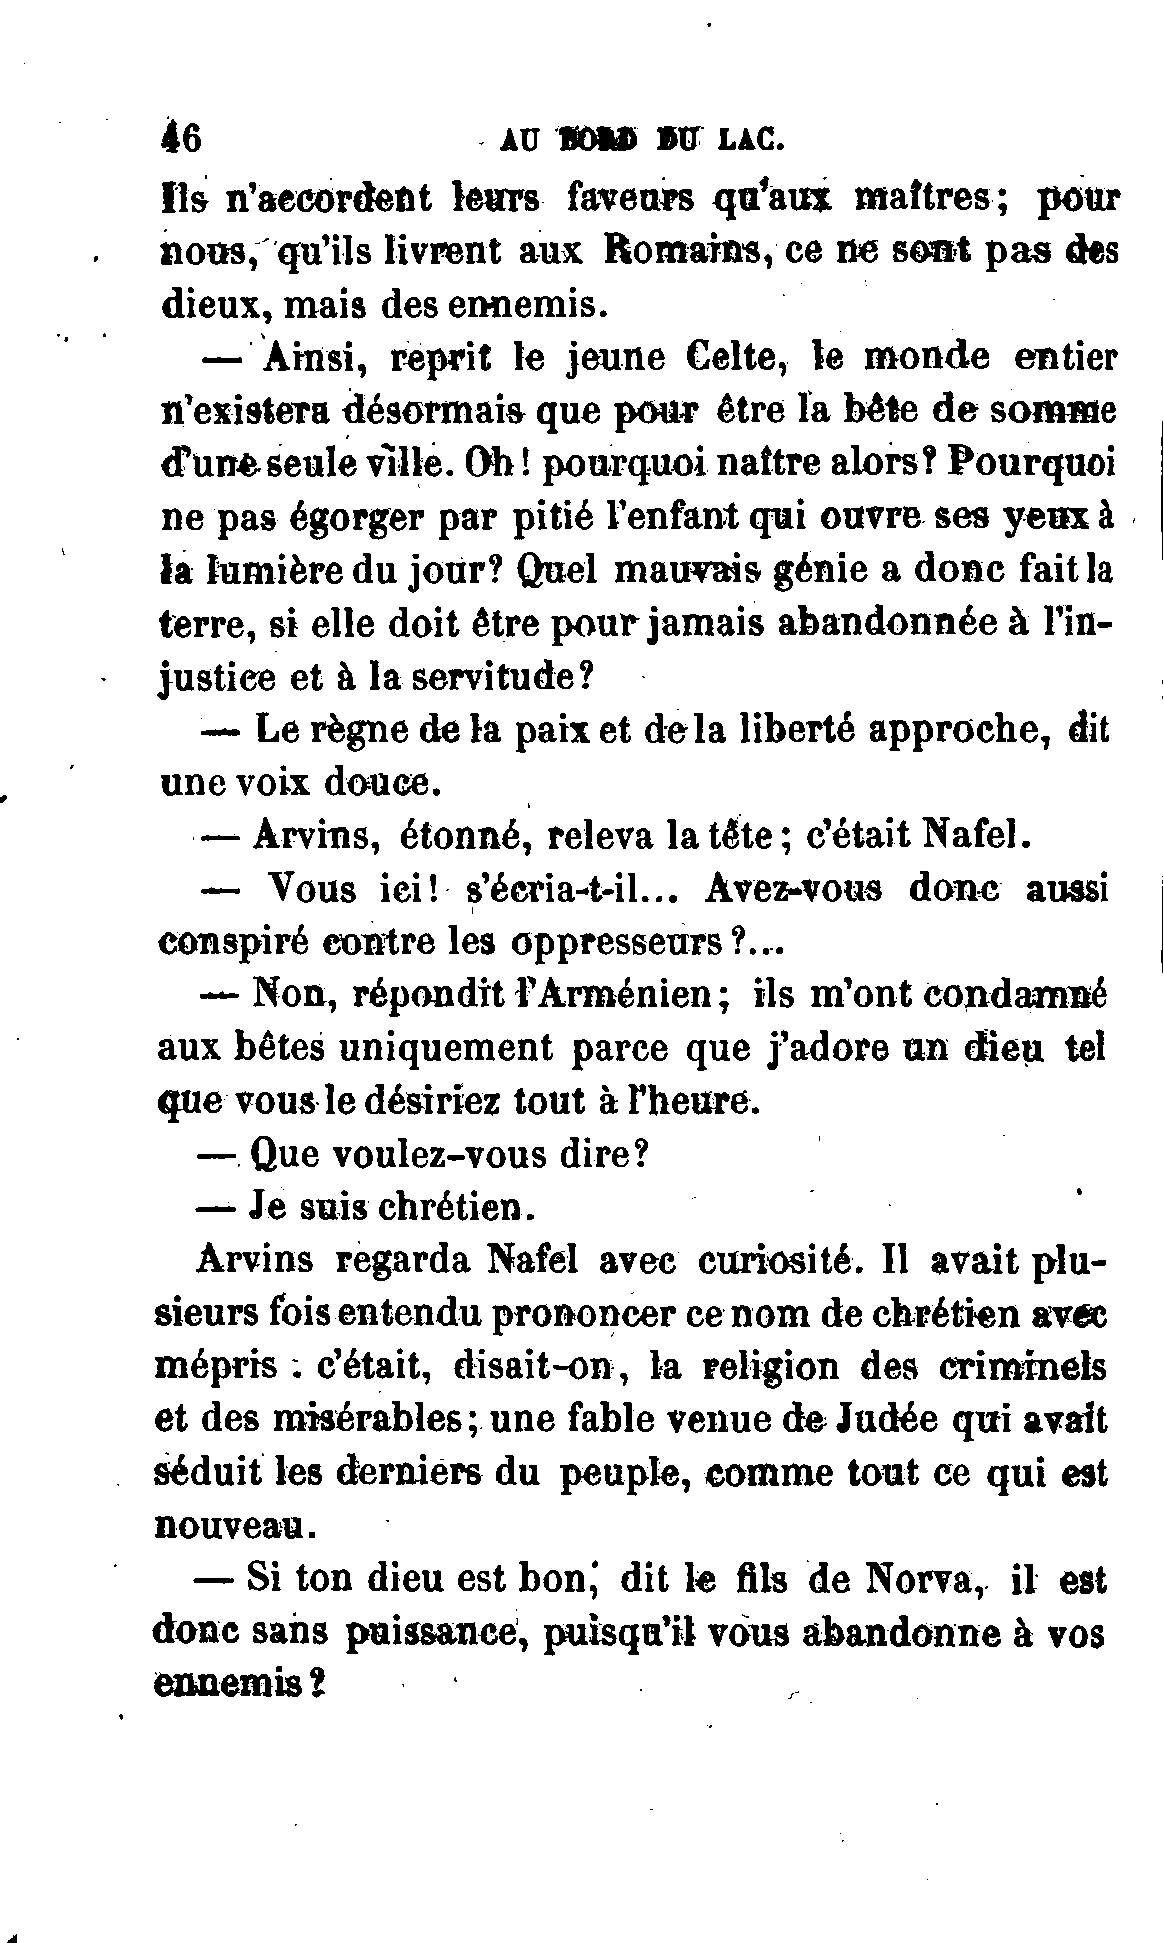 46 AU BORD DU LAC.
Ils n'accordent leurs faveurs qu'aux maîtres; pour
nous, qu'ils livrent aux Romains, ce ne sont pas des
dieux, mais des ennemis.
— Ainsi, reprit le jeune Celte, le monde entier
n'existera désormais que pour être la bête de somme
d'une seule ville. Oh! pourquoi naître alors? Pourquoi
ne pas égorger par pitié l'enfant qui ouvre ses yeux à
la lumière du jour? Quel mauvais génie a donc fait la
terre, si elle doit être pour jamais abandonnée à l'in-
justice et à la servitude?
— Le règne de la paix et de la liberté approche, dit
une voix douce.
— Arvins, étonné, releva la tête; c'était Nafel.
— Vous ici! s'écria-t-il... Avez-vous donc aussi
conspiré contre les oppresseurs?...
— Non, répondit l'Arménien; ils m'ont condamné
aux bêtes uniquement parce que j'adore un dieu tel
que vous le désiriez tout à l'heure.
— Que voulez-vous dire?
— Je suis chrétien.
Arvins regarda Nafel avec curiosité. Il avait plu-
sieurs fois entendu prononcer ce nom de chrétien avec
mépris : c'était, disait-on, la religion des criminels
et des misérables; une fable venue de Judée qui avait
séduit les derniers du peuple, comme tout ce qui est
nouveau.
— Si ton dieu est bon, dit le fils de Norva, il est
donc sans puissance, puisqu'il vous abandonne à vos
ennemis?